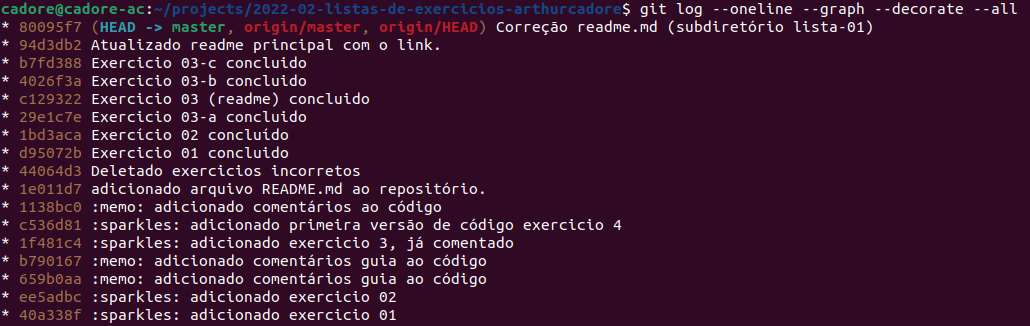 cadore@cadore-ac:~/projects/2022-02-listas-de-exercicios-arthurcadore$ git log --oneline --graph --decorate --all
* 80095f7 (HEAD -> master, origin/master, origin/HEAD) Correção readme.md (subdiretório lista-01)
* 94d3db2 Atualizado readme principal com o link.
* b7fd388 Exercicio 03-c concluido
* 4026f3a Exercicio 03-b concluido
* c129322 Exercicio 03 (readme) concluido
* 29e1c7e Exercicio 03-a concluido
* 1bd3aca Exercício 02 concluído
* d95072b Exercicio 01 concluido
* 44064d3 Deletado exercicios incorretos
* 1e011d7 adicionado arquivo README.md ao repositório.
* 1138bc0 :memo: adicionado comentários ao código
* c536d81 :sparkles: adicionado primeira versão de código exercicio 4
* 1f481c4 :sparkles: adicionado exercicio 3, já comentado
* b790167 :memo: adicionado comentários guia ao código
* 659b0aa :memo: adicionado comentários guia ao código
* ee5adbc :sparkles: adicionado exercicio 02
* 40a338f :sparkles: adicionado exercicio 01